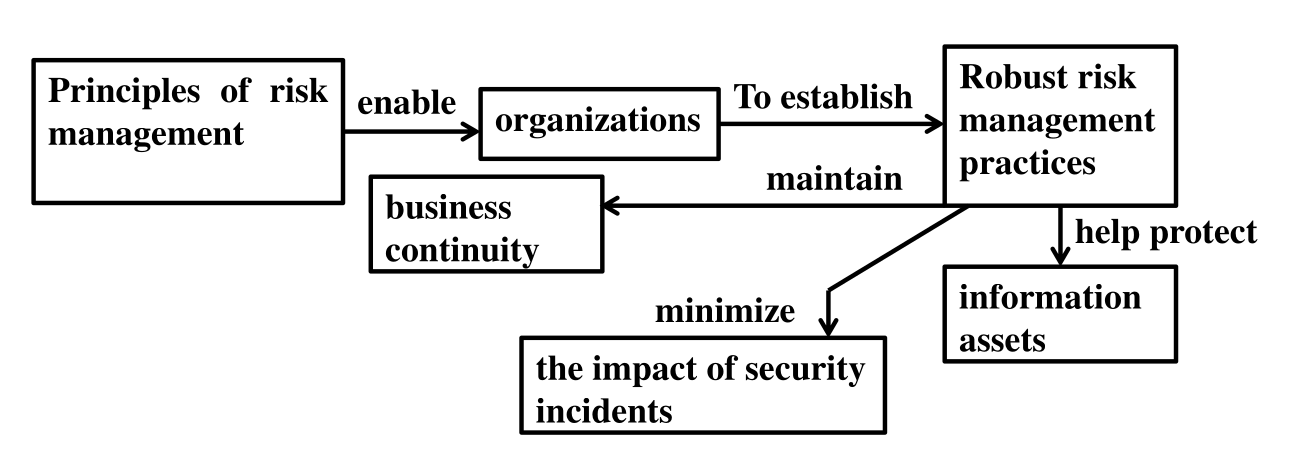 Principles of risk
management
enable
organizations
To establish
Robust risk
management
practices
maintain
business
continuity
help protect
information
assets
minimize
the impact of security
incidents